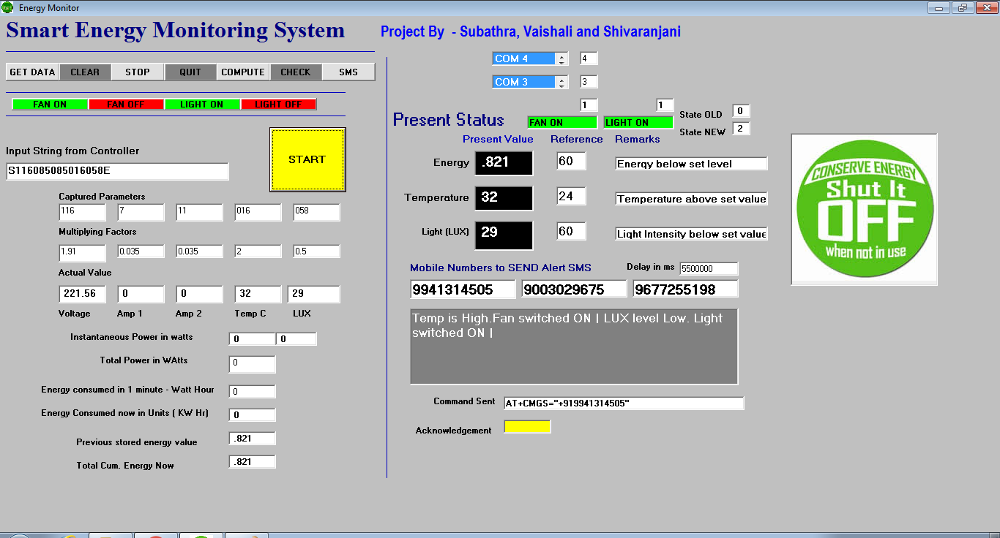 Energy Monitor
Smart Energy Monitoring System
Project By - Subathra, Vaishali and Shivaranjani
COM 4 4
COM 3 3
GET DATA CLEAR STOP QUIT COMPUTE CHECK SMS
FAN ON FAN OFF LIGHT ON LIGHT OFF
Input String from Controller
S116085085016058E
START
Captured Parameters
116 7 11 016 058
Multiplying Factors
1.91 0.035 0.035 2 0.5
Actual Value
221.56 0 0 32 29
Voltage Amp 1 Amp 2 Temp C LUX
Instantaneous Power in watts 0 0
Total Power in WAtts 0
Energy consumed in 1 minute - Watt Hour 0
Energy Consumed now in Units ( KW Hr) 0
Previous stored energy value .821
Total Cum. Energy Now .821
1 1
Present Status FAN ON LIGHT ON
State OLD 0
State NEW 2
Present Value Reference Remarks
Energy .821 60 Energy below set level
Temperature 32 24 Temperature above set value
Light (LUX) 29 60 Light Intensity below set value
Mobile Numbers to SEND Alert SMS Delay in ms 5500000
9941314505 9003029675 9677255198
Temp is High.Fan switched ON | LUX level Low. Light
switched ON |
Command Sent AT+CMGS="+919941314505"
Acknowledgement
CONSERVE ENERGY
Shut It
OFF
when not in use